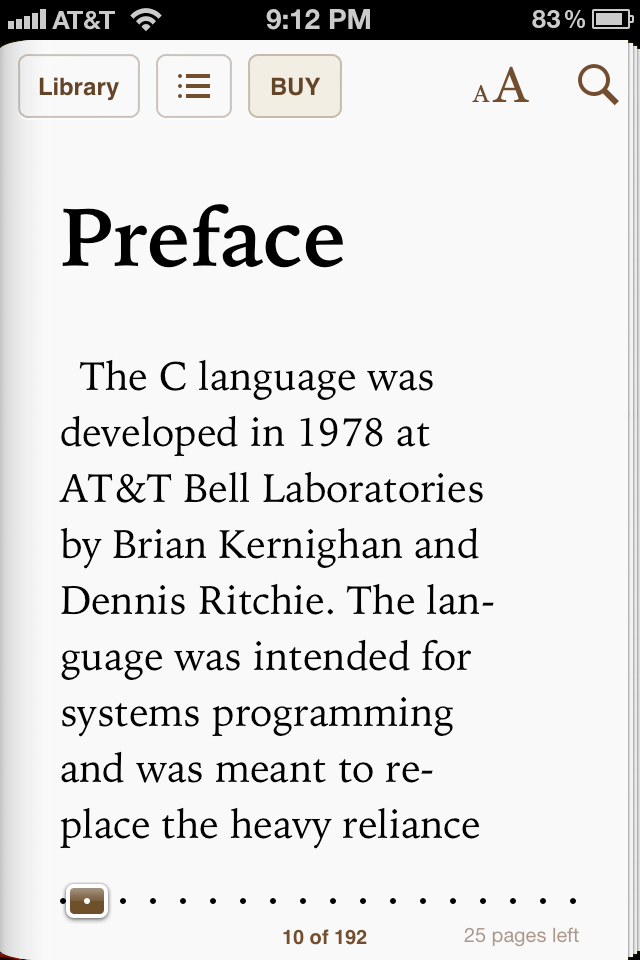 AT&T 9:12 PM 83%
Library BUY AA
Preface
The C language was
developed in 1978 at
AT&T Bell Laboratories
by Brian Kernighan and
Dennis Ritchie. The lan-
guage was intended for
systems programming
and was meant to re-
place the heavy reliance
10 of 192 25 pages left